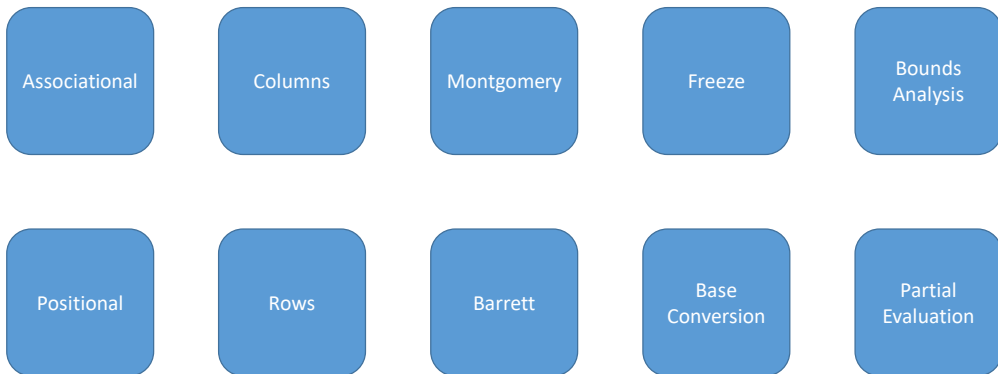 Associational
Columns
Montgomery
Freeze
Bounds
Analysis
Positional
Rows
Barrett
Base
Conversion
Partial
Evaluation